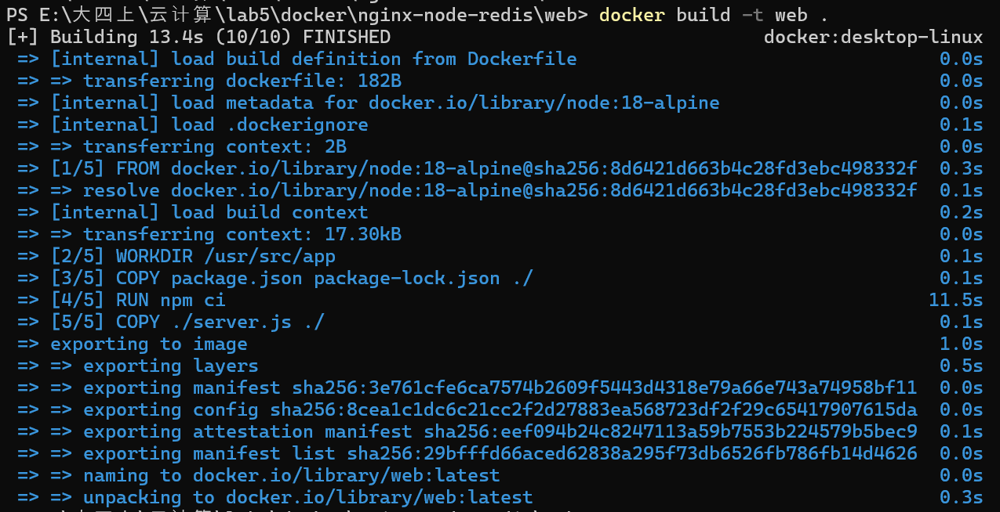 PS E:\大四上\云计算\lab5\docker\nginx-node-redis\web> docker build -t web .
[+] Building 13.4s (10/10) FINISHED docker:desktop-linux
=> [internal] load build definition from Dockerfile 0.0s
=> => transferring dockerfile: 182B 0.0s
=> [internal] load metadata for docker.io/library/node:18-alpine 0.0s
=> [internal] load .dockerignore 0.1s
=> => transferring context: 2B 0.0s
=> [1/5] FROM docker.io/library/node:18-alpine@sha256:8d6421d663b4c28fd3ebc498332f 0.3s
=> => resolve docker.io/library/node:18-alpine@sha256:8d6421d663b4c28fd3ebc498332f 0.1s
=> [internal] load build context 0.2s
=> => transferring context: 17.30kB 0.0s
=> [2/5] WORKDIR /usr/src/app 0.1s
=> [3/5] COPY package.json package-lock.json ./ 0.1s
=> [4/5] RUN npm ci 11.5s
=> [5/5] COPY ./server.js ./ 0.1s
=> exporting to image 1.0s
=> => exporting layers 0.5s
=> => exporting manifest sha256:3e761cfe6ca7574b2609f5443d4318e79a66e743a74958bf11 0.0s
=> => exporting config sha256:8cea1c1dc6c21cc2f2d27883ea568723df2f29c65417907615da 0.0s
=> => exporting attestation manifest sha256:eef094b24c8247113a59b7553b224579b5bec9 0.1s
=> => exporting manifest list sha256:29bfffd66aced62838a295f73db6526fb786fb14d4626 0.0s
=> => naming to docker.io/library/web:latest 0.0s
=> => unpacking to docker.io/library/web:latest 0.3s